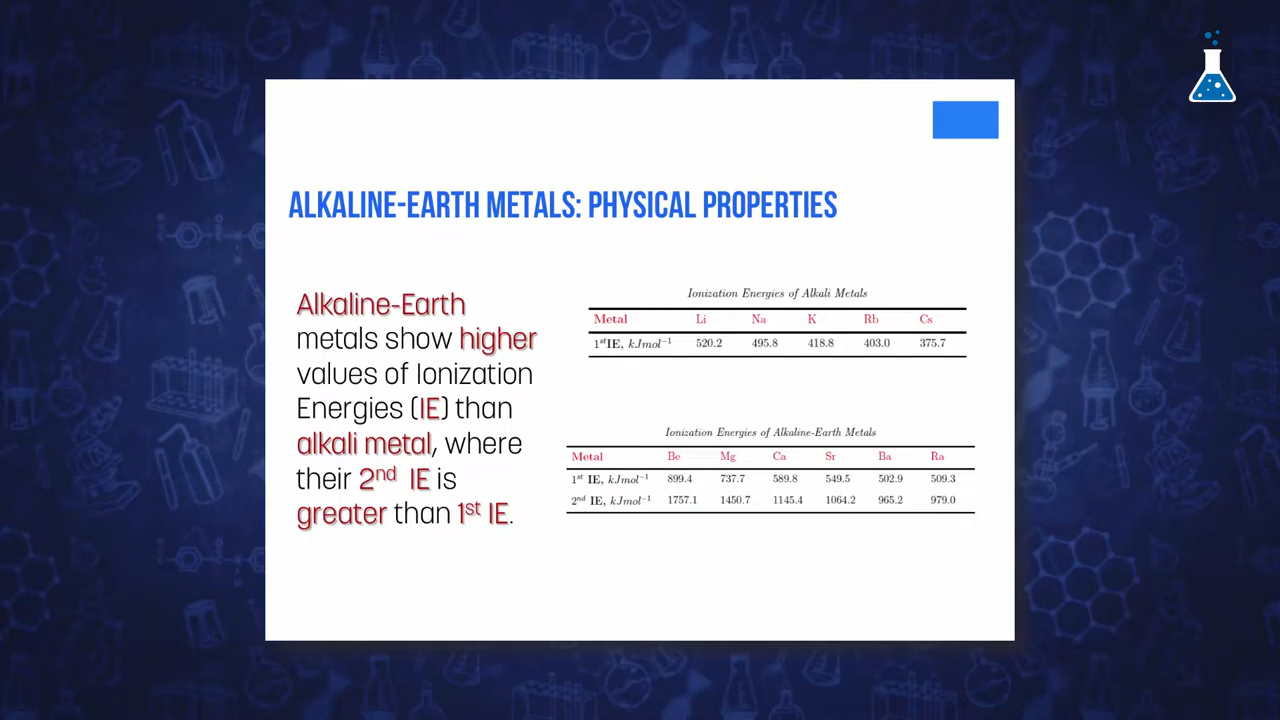 ALKALINE-EARTH METALS: PHYSICAL PROPERTIES
Alkaline-Earth
metals show higher
values of Ionization
Energies (IE) than
alkali metal, where
their 2nd IE is
greater than 1st IE.
Ionization Energies of Alkali Metals
Metal Li Na K Rb Cs
1stIE, kJmol−1 520.2 495.8 418.8 403.0 375.7
Ionization Energies of Alkaline-Earth Metals
Metal Be Mg Ca Sr Ba Ra
1st IE, kJmol−1 899.4 737.7 589.8 549.5 502.9 509.3
2nd IE, kJmol−1 1757.1 1450.7 1145.4 1064.2 965.2 979.0